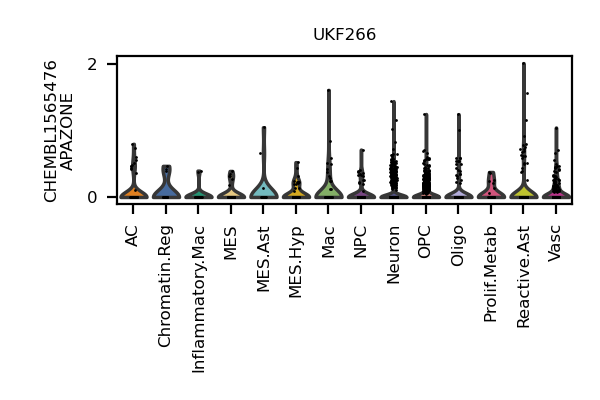 UKF266
CHEMBL1565476
APAZONE
2
0
AC
Chromatin.Reg
Inflammatory.Mac
MES
MES.Ast
MES.Hyp
Mac
NPC
Neuron
OPC
Oligo
Prolif.Metab
Reactive.Ast
Vasc